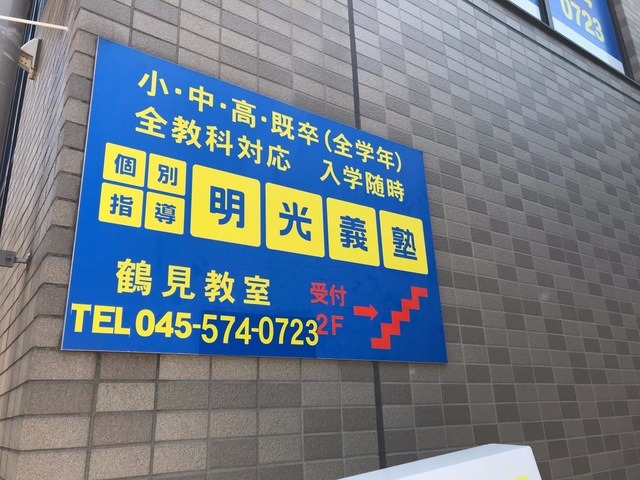 小・中・高・既卒(全学年)
全教科対応 入学随時
個別指導 明光義塾
鶴見教室
TEL 045-574-0723
受付
2F
0723